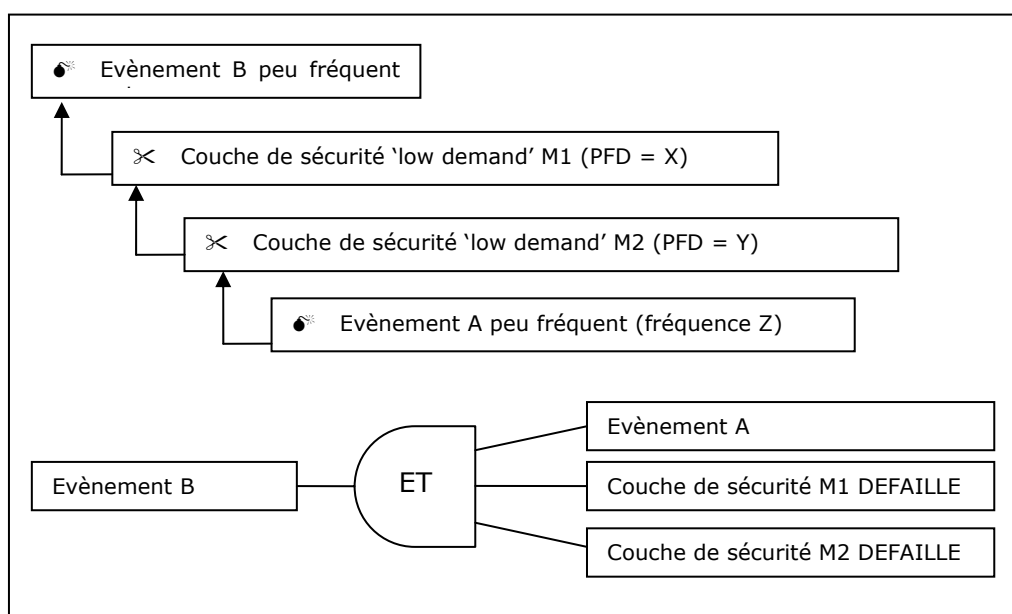 Evènement B peu fréquent
Couche de sécurité ‘low demand’ M1 (PFD = X)
Couche de sécurité ‘low demand’ M2 (PFD = Y)
Evènement A peu fréquent (fréquence Z)
Evènement A
Evènement B
ET
Couche de sécurité M1 DEFAILLE
Couche de sécurité M2 DEFAILLE